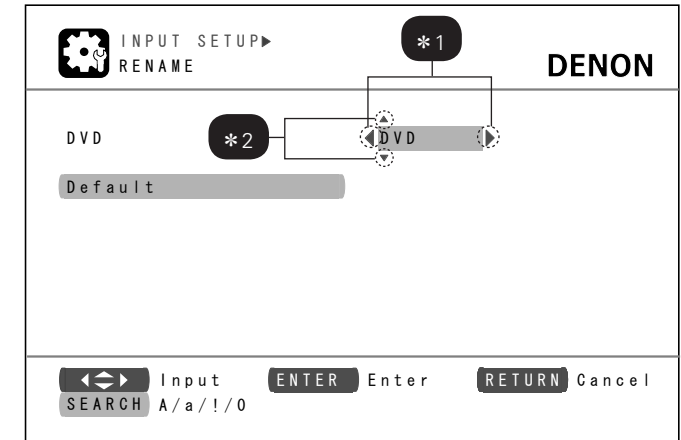 INPUT SETUP▶
RENAME
DENON
*1
DVD
*2
◀DVD▶
Default
Input ENTER Enter RETURN Cancel
SEARCH A/a/!/0